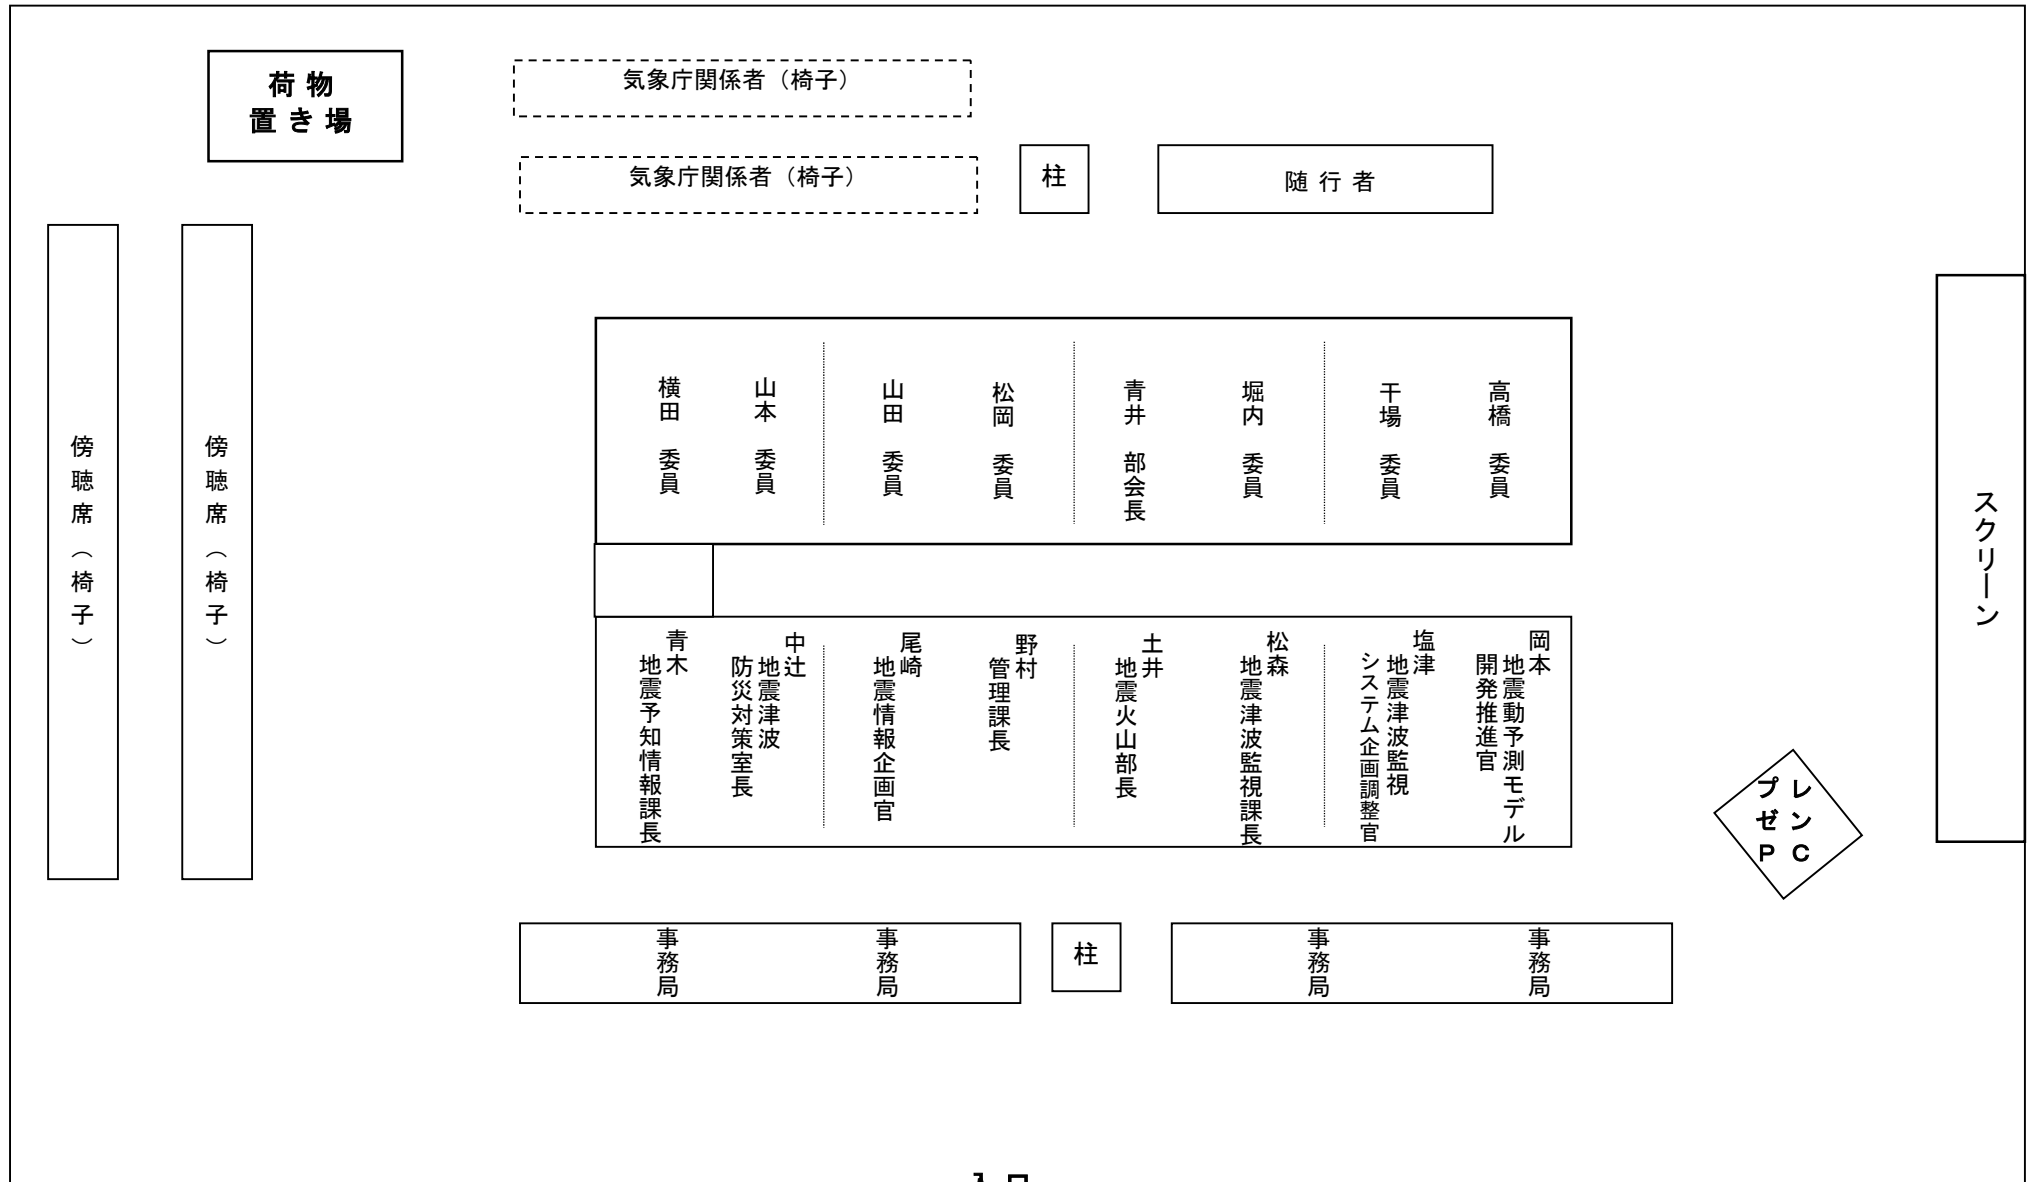 荷物
置き場
気象庁関係者（椅子）
気象庁関係者（椅子）
柱
随行者
傍聴席（椅子）
傍聴席（椅子）
横田　委員
山本　委員
山田　委員
松岡　委員
青井　部会長
堀内　委員
干場　委員
高橋　委員
スクリーン
青木
地震予知情報課長
中辻
地震津波
防災対策室長
尾崎
地震情報企画官
野村
管理課長
土井
地震火山部長
松森
地震津波監視課長
塩津
地震津波監視
システム企画調整官
岡本
地震動予測モデル
開発推進官
プレ
ゼン
ＰＣ
事務局
事務局
柱
事務局
事務局